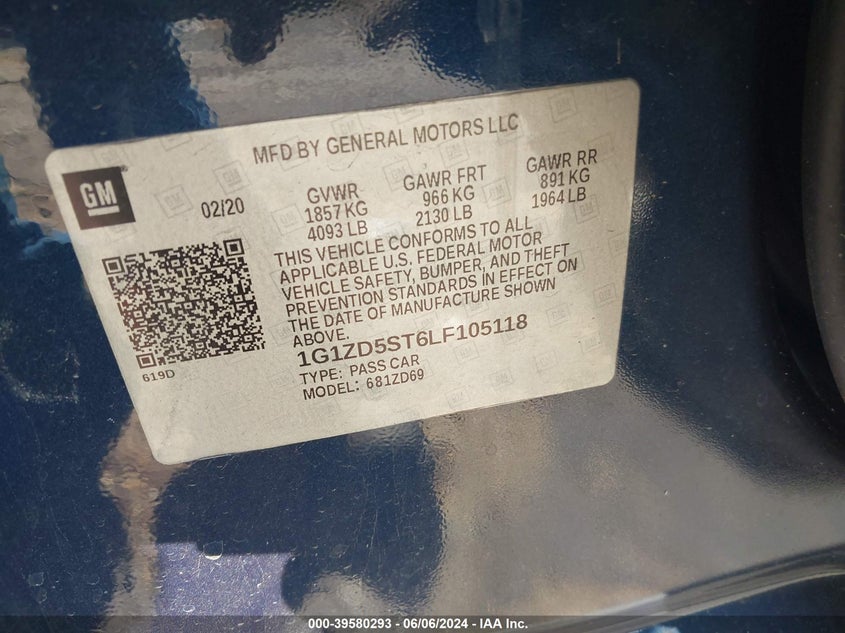 MFD BY GENERAL MOTORS LLC
GM
02/20
GVWR
1857 KG
4093 LB
GAWR FRT
966 KG
2130 LB
GAWR RR
891 KG
1964 LB
THIS VEHICLE CONFORMS TO ALL
APPLICABLE U.S. FEDERAL MOTOR
VEHICLE SAFETY, BUMPER, AND THEFT
PREVENTION STANDARDS IN EFFECT ON
THE DATE OF MANUFACTURE SHOWN
ABOVE.
1G1ZD5ST6LF105118
619D
TYPE: PASS CAR
MODEL: 681ZD69
000-39580293 - 06/06/2024 - IAA Inc.